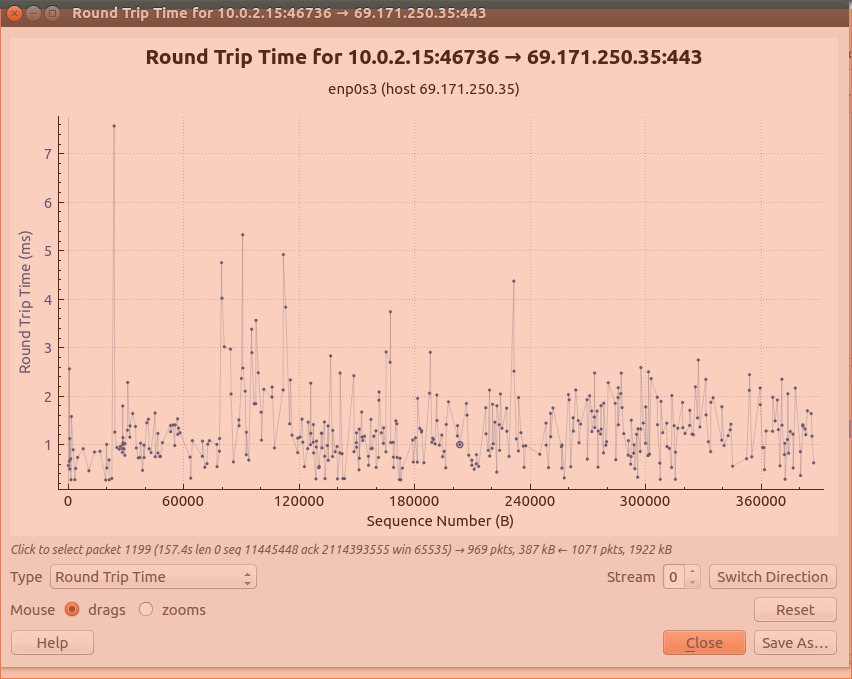 Round Trip Time for 10.0.2.15:46736 → 69.171.250.35:443
Round Trip Time for 10.0.2.15:46736 → 69.171.250.35:443
enp0s3 (host 69.171.250.35)
Round Trip Time (ms)
7
6
5
4
3
2
1
0 60000 120000 180000 240000 300000 360000
Sequence Number (B)
Click to select packet 1199 (157.4s len 0 seq 11445448 ack 2114393555 win 65535) → 969 pkts, 387 kB ← 1071 pkts, 1922 kB
Type Round Trip Time Stream 0 Switch Direction
Mouse drags zooms Reset
Help Close Save As…